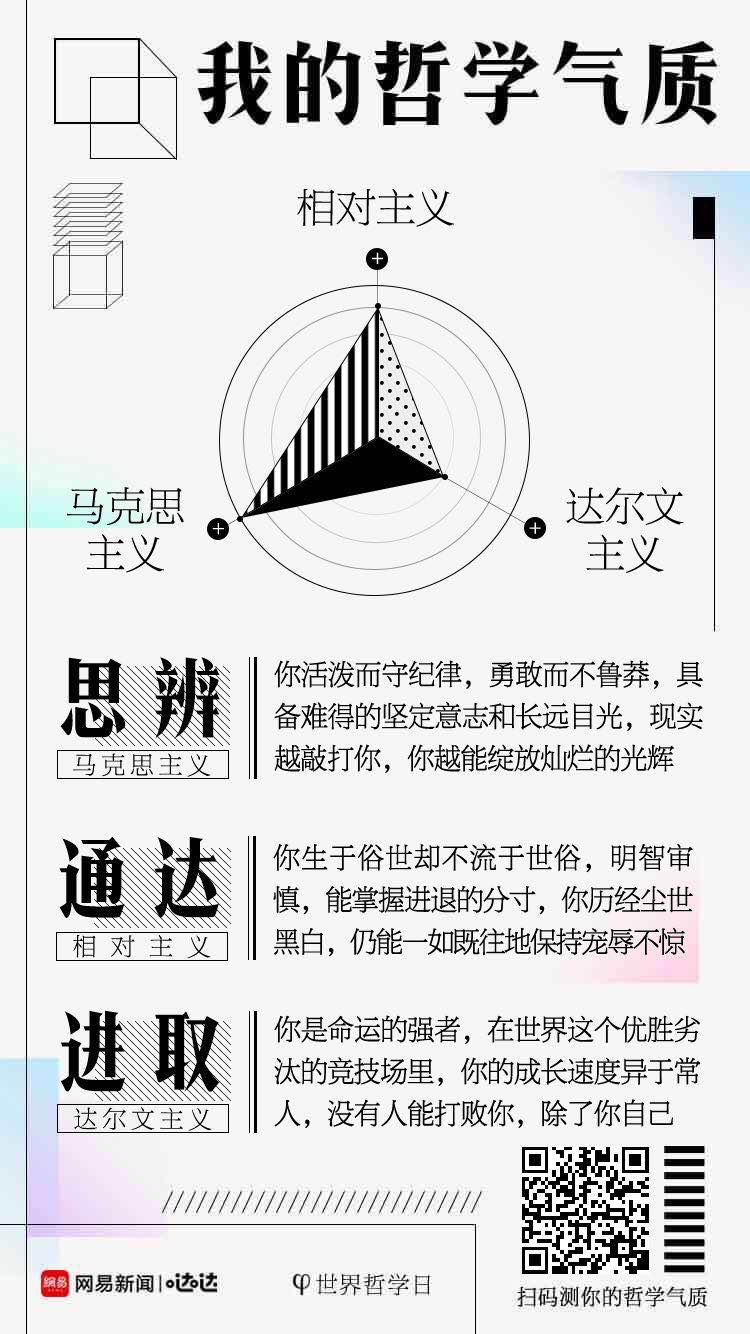 我的哲学气质
相对主义
马克思
主义
达尔文
主义
思辨
马克思主义
你活泼而守纪律，勇敢而不鲁莽，具
备难得的坚定意志和长远目光，现实
越敲打你，你越能绽放灿烂的光辉
通达
相对主义
你生于俗世却不流于世俗，明智审
慎，能掌握进退的分寸，你历经尘世
黑白，仍能一如既往地保持宠辱不惊
进取
达尔文主义
你是命运的强者，在世界这个优胜劣
汰的竞技场里，你的成长速度异于常
人，没有人能打败你，除了你自己
網易 NEWS 网易新闻 | 哒哒
φ 世界哲学日
扫码测你的哲学气质